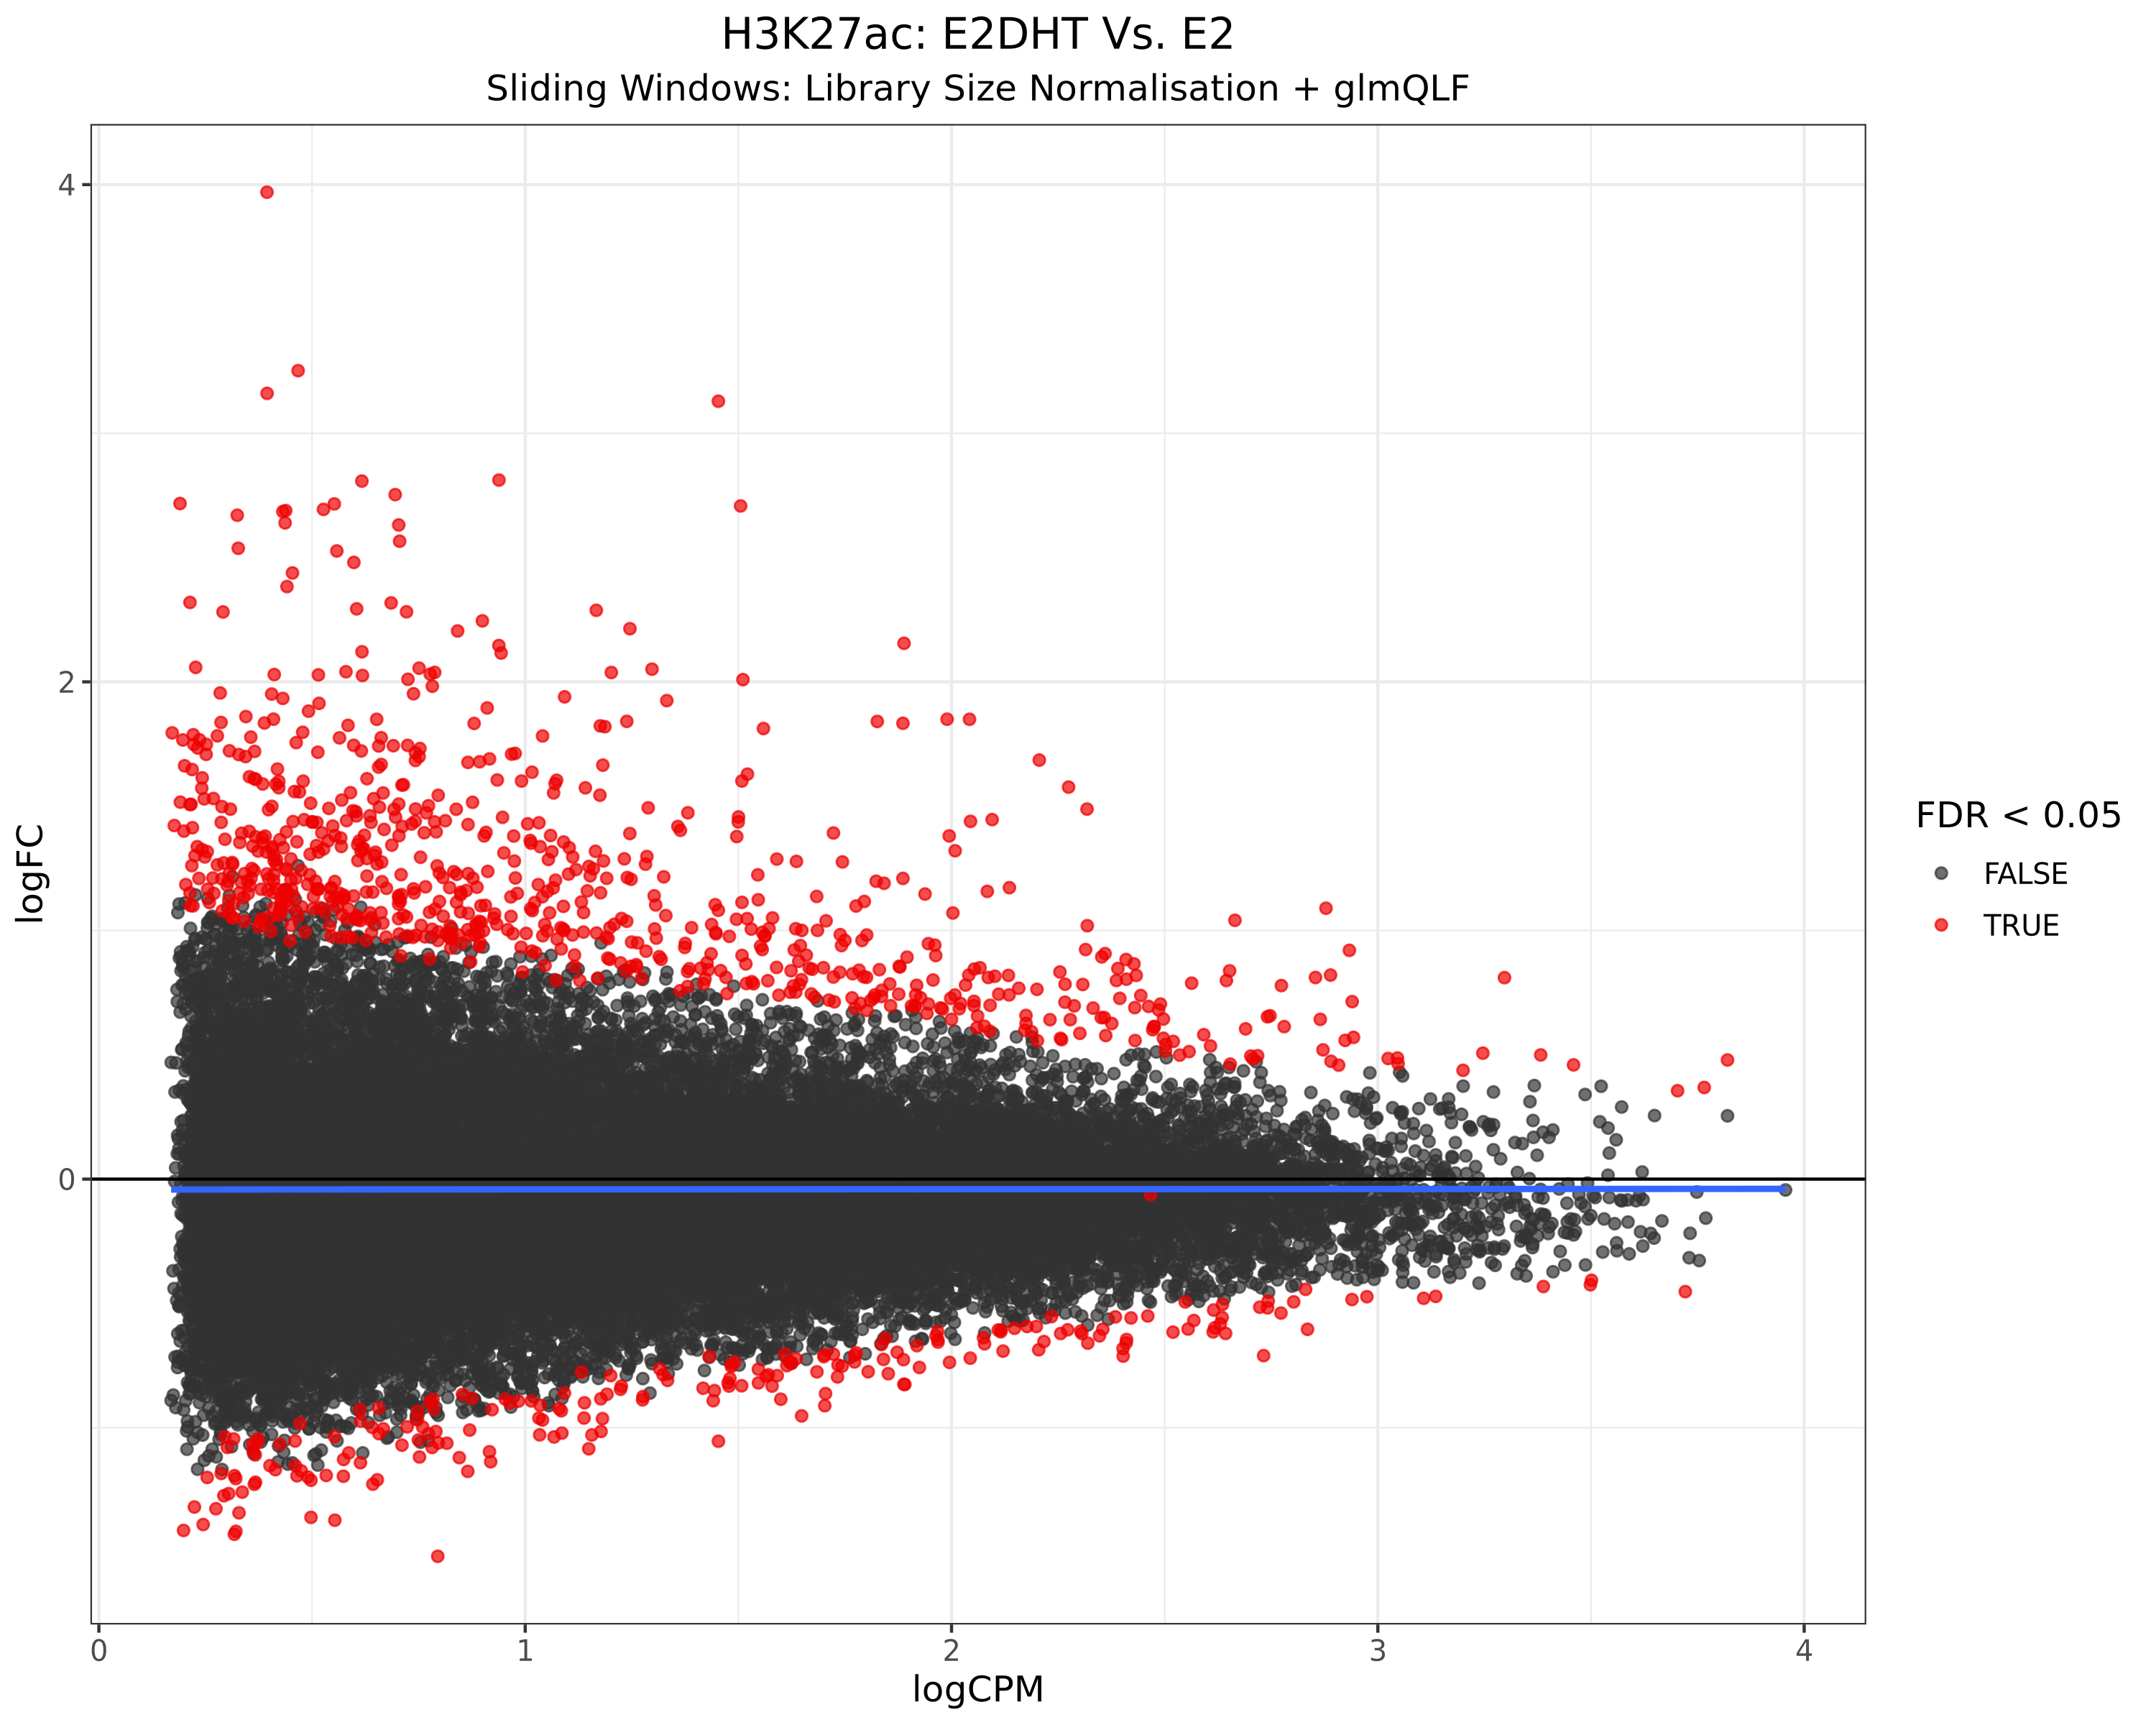 H3K27ac: E2DHT Vs. E2
Sliding Windows: Library Size Normalisation + glmQLF
4
2
0
logFC
0 1 2 3 4
logCPM
FDR < 0.05
FALSE
TRUE